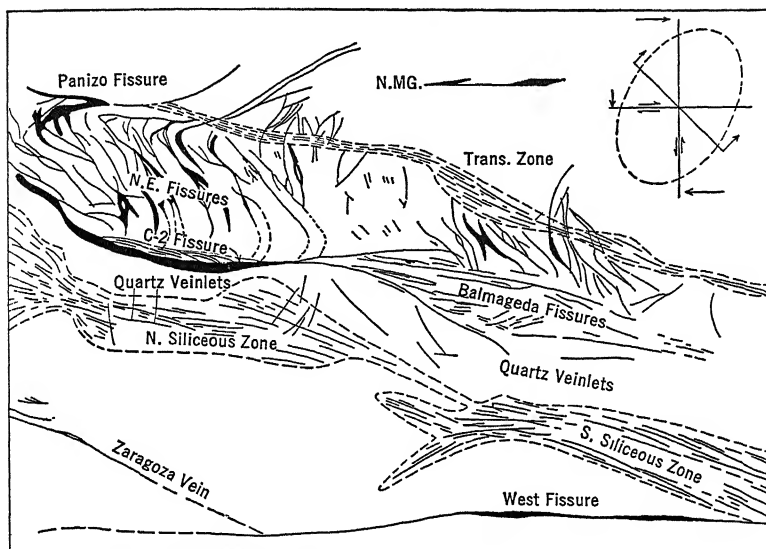 Panizo Fissure
N.MG.
Trans. Zone
N.E. Fissures
C-2 Fissure
Quartz Veinlets
Balmageda Fissures
N. Siliceous Zone
Quartz Veinlets
S. Siliceous Zone
Zaragoza Vein
West Fissure